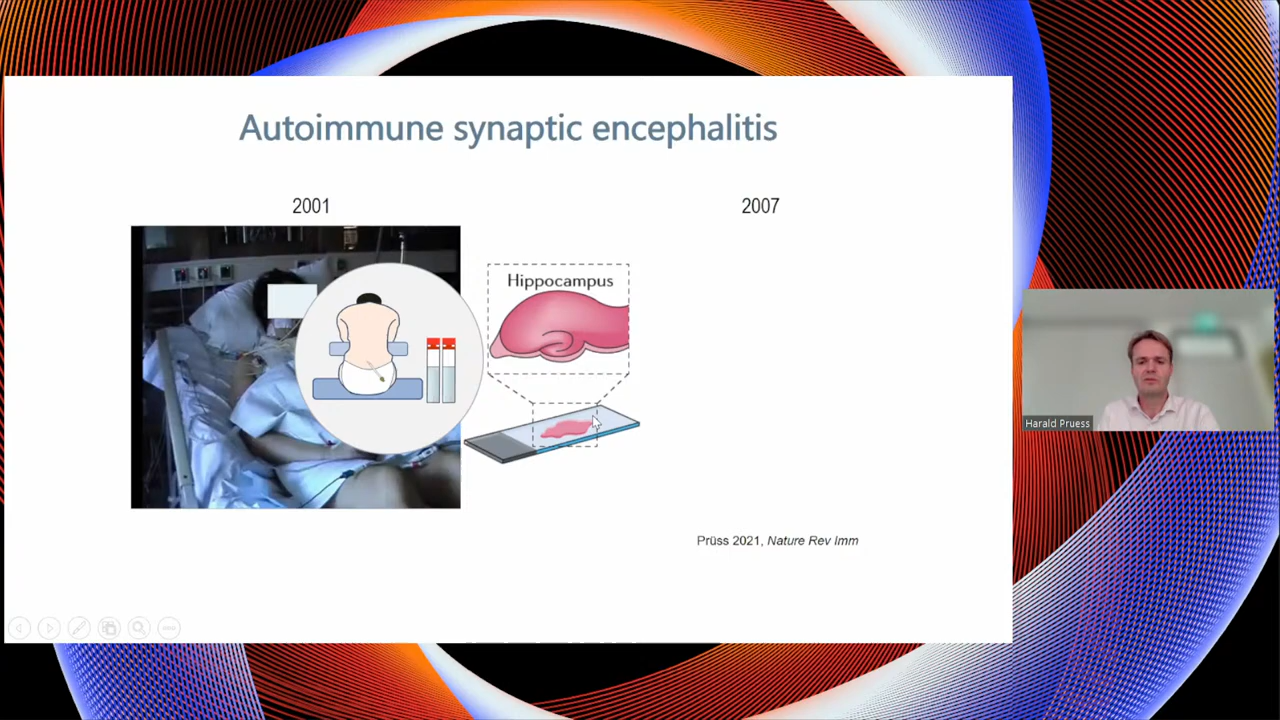 Autoimmune synaptic encephalitis
2001
2007
Hippocampus
Prüss 2021, Nature Rev Imm
Harald Pruess